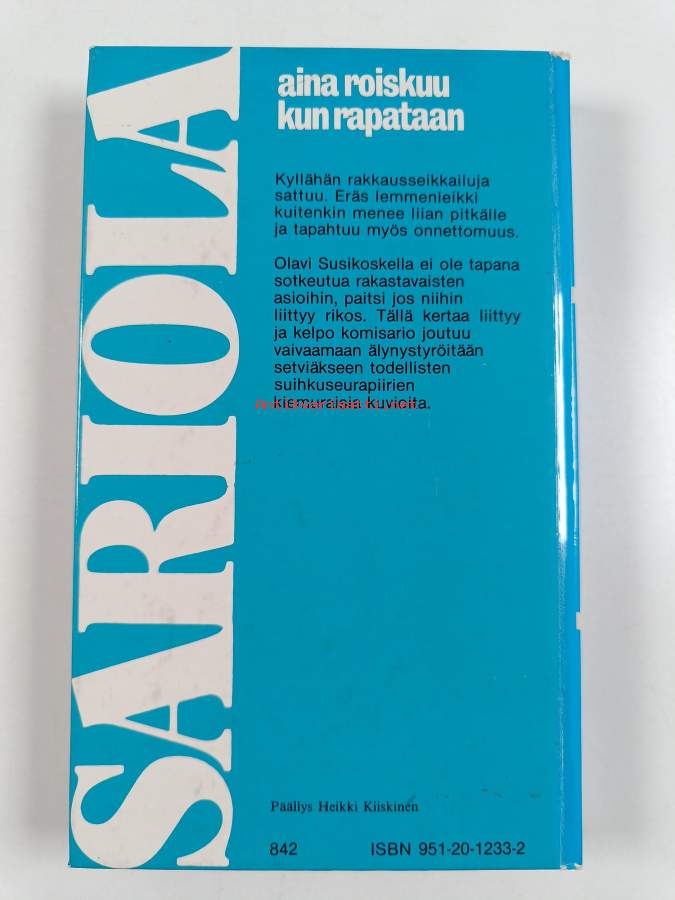 SARIOLA
aina roiskuu
kun rapataan
Kyllähän rakkausseikkailuja
sattuu. Eräs lemmenleikki
kuitenkin menee liian pitkälle
ja tapahtuu myös onnettomuus.
Olavi Susikoskella ei ole tapana
sotkeutua rakastavaisten
asioihin, paitsi jos niihin
liittyy rikos. Tällä kertaa liittyy
ja kelpo komisario joutuu
vaivaamaan älynystyröitään
setviäkseen todellisten
suihkuseurapiirien
kiemuraisia kuvioita.
Päällys Heikki Kiiskinen
842 ISBN 951-20-1233-2